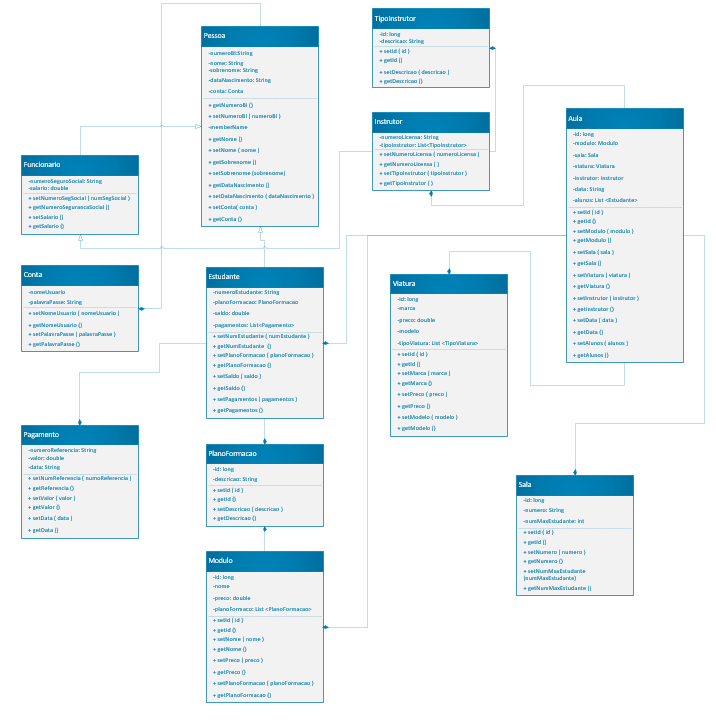 Pessoa
-numeroBI:String
-nome: String
-sobrenome: String
-dataNascimento: String
-conta: Conta
+ getNumeroBI ()
+ setNumeroBI ( numeroBI )
-memberName
+ getNome ()
+ setNome ( nome )
+ getSobrenome ()
+ setSobrenome (sobrenome)
+ getDataNascimento ()
+ setDataNascimento ( dataNascimento )
+ setConta( conta )
+ getConta ()
TipoInstrutor
-id: long
-descricao: String
+ setId ( id )
+ getId ()
+ setDescricao ( descricao )
+ getDescricao ()
Instrutor
-numeroLicensa: String
-tipoInstrutor: List<TipoInstrutor>
+ setNumeroLicensa ( numeroLicensa )
+ getNumeroLicensa ( )
+ setTipoInstrutor ( tipoInstrutor )
+ getTipoInstrutor ( )
Aula
-id: long
-modulo: Modulo
-sala: Sala
-viatura: Viatura
-instrutor: Instrutor
-data: String
-alunos: List <Estudante>
+ setId ( id )
+ getId ()
+ setModulo ( modulo )
+ getModulo ()
+ setSala ( sala )
+ getSala ()
+ setViatura ( viatura )
+ getViatura ()
+ setInstrutor ( instrutor )
+ getInstrutor ()
+ setData ( data )
+ getData ()
+ setAlunos ( alunos )
+ getAlunos ()
Funcionario
-numeroSeguroSocial: String
-salario: double
+ setNumeroSegSocial ( numSegSocial )
+ getNumeroSegurancaSocial ()
+ setSalario ()
+ getSalario ()
Conta
-nomeUsuario
-palavraPasse: String
+ setNomeUsuario ( nomeUsuario )
+ getNomeUsuario ()
+ setPalavraPasse ( palavraPasse )
+ getPalavraPasse ()
Estudante
-numeroEstudante: String
-planoFormacao: PlanoFormacao
-saldo: double
-pagamentos: List<Pagamento>
+ setNumEstudante ( numEstudante )
+ getNumEstudante ()
+ setPlanoFormacao ( planoFormacao )
+ getPlanoFormacao ()
+ setSaldo ( saldo )
+ getSaldo ()
+ setPagamentos ( pagamentos )
+ getPagamentos ()
Viatura
-id: long
-marca
-preco: double
-modelo
-tipoViatura: List <TipoViatura>
+ setId ( id )
+ getId ()
+ setMarca ( marca )
+ getMarca ()
+ setPreco ( preco )
+ getPreco ()
+ setModelo ( modelo )
+ getModelo ()
Pagamento
-numeroReferencia: String
-valor: double
-data: String
+ setNumReferencia ( numoReferencia )
+ getReferencia ()
+ setValor ( valor )
+ getValor ()
+ setData ( data )
+ getData ()
PlanoFormacao
-id: long
-descricao: String
+ setId ( id )
+ getId ()
+ setDescricao ( descricao )
+ getDescricao ()
Modulo
-id: long
-nome
-preco: double
-planoFormaco: List <PlanoFormacao>
+ setId ( id )
+ getId ()
+ setNome ( nome )
+ getNome ()
+ setPreco ( preco )
+ getPreco ()
+ setPlanoFormacao ( planoFormacao )
+ getPlanoFormacao ()
Sala
-id: long
-numero: String
-numMaxEstudante: int
+ setId ( id )
+ getId ()
+ setNumero ( numero )
+ getNumero ()
+ setNumMaxEstudante
(numMaxEstudante)
+ getNumMaxEstudante ()